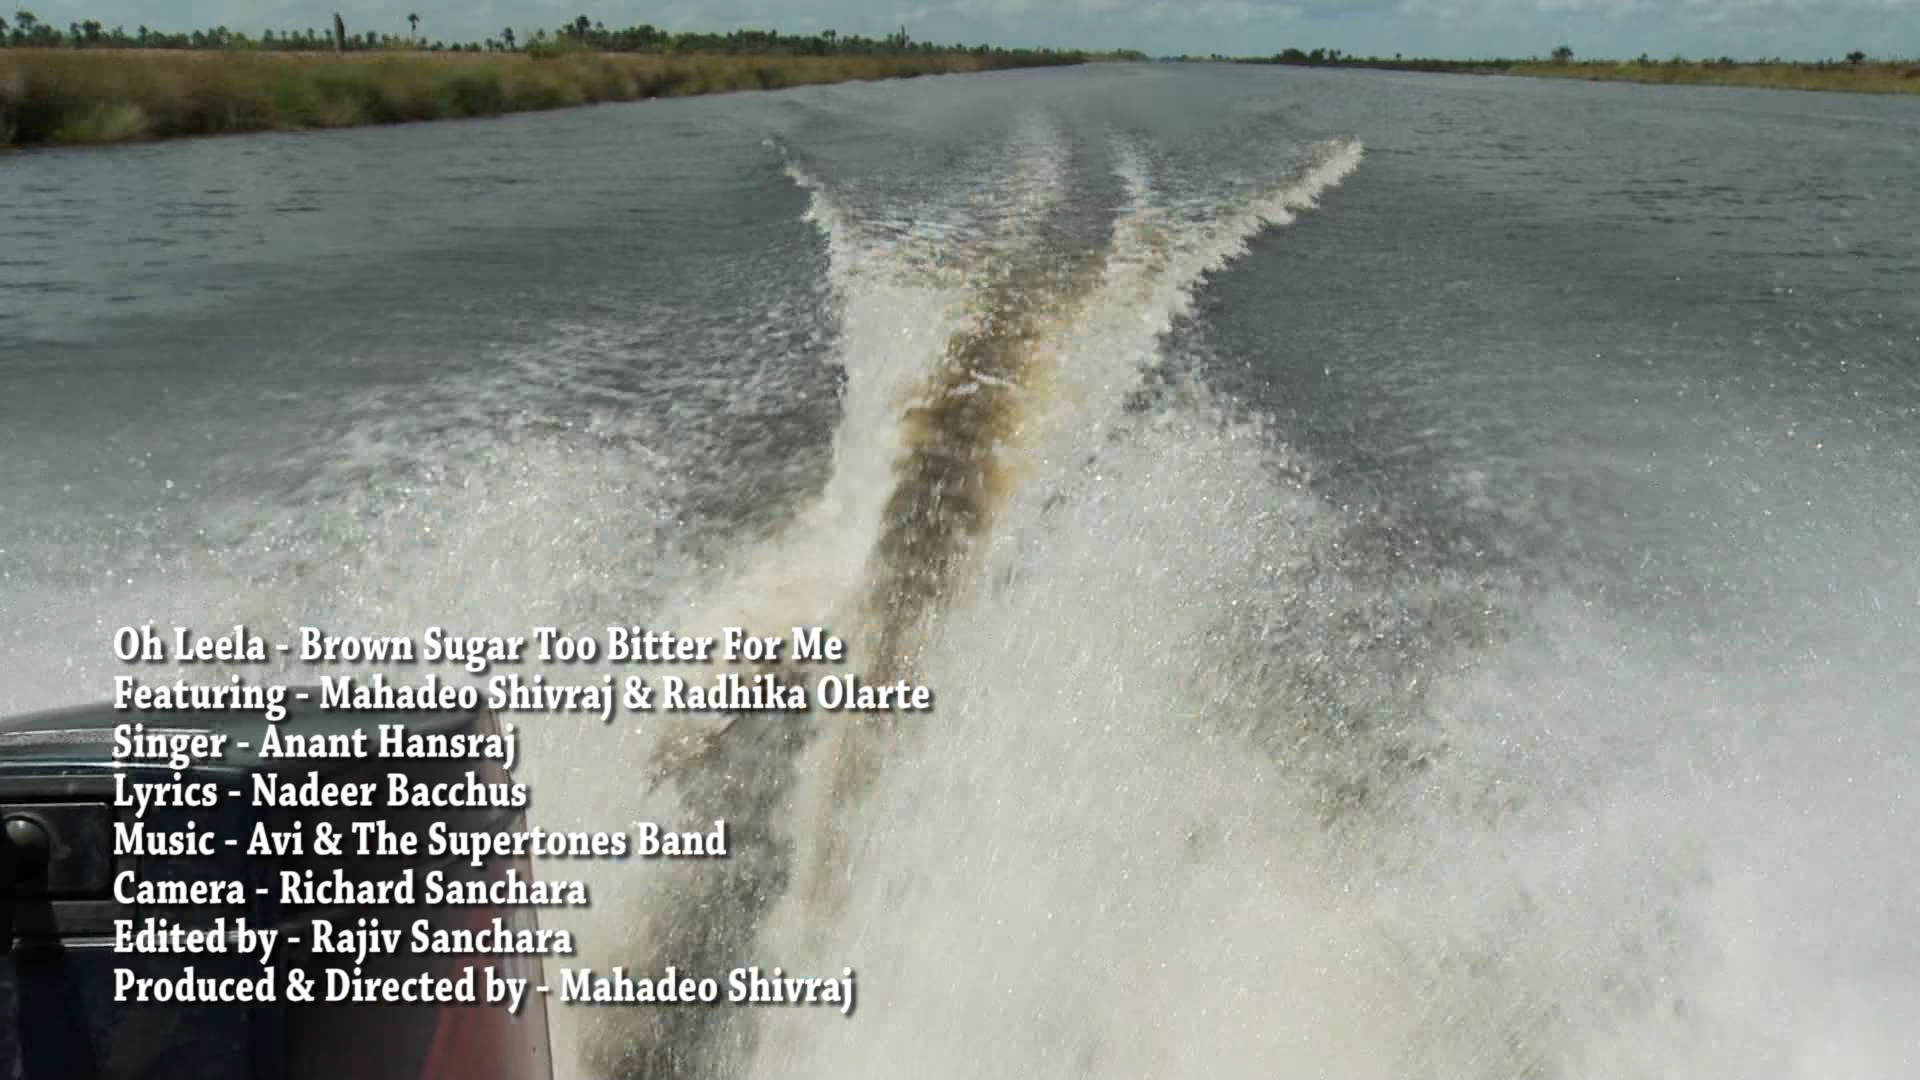 Oh Leela - Brown Sugar Too Bitter For Me
Featuring - Mahadeo Shivraj & Radhika Olarte
Singer - Anant Hansraj
Lyrics - Nadeer Bacchus
Music - Avi & The Supertones Band
Camera - Richard Sanchara
Edited by - Rajiv Sanchara
Produced & Directed by - Mahadeo Shivraj